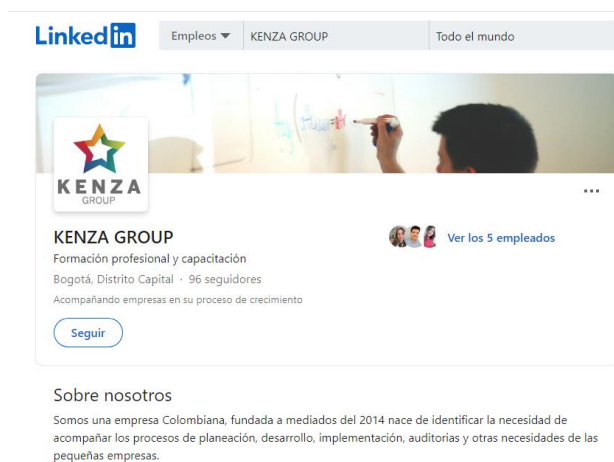 Linked in
Empleos KENZA GROUP Todo el mundo
KENZA
GROUP
...
KENZA GROUP
Ver los 5 empleados
Formación profesional y capacitación
Bogotá, Distrito Capital · 96 seguidores
Acompañando empresas en su proceso de crecimiento
Seguir
Sobre nosotros
Somos una empresa Colombiana, fundada a mediados del 2014 nace de identificar la necesidad de
acompañar los procesos de planeación, desarrollo, implementación, auditorias y otras necesidades de las
pequeñas empresas.